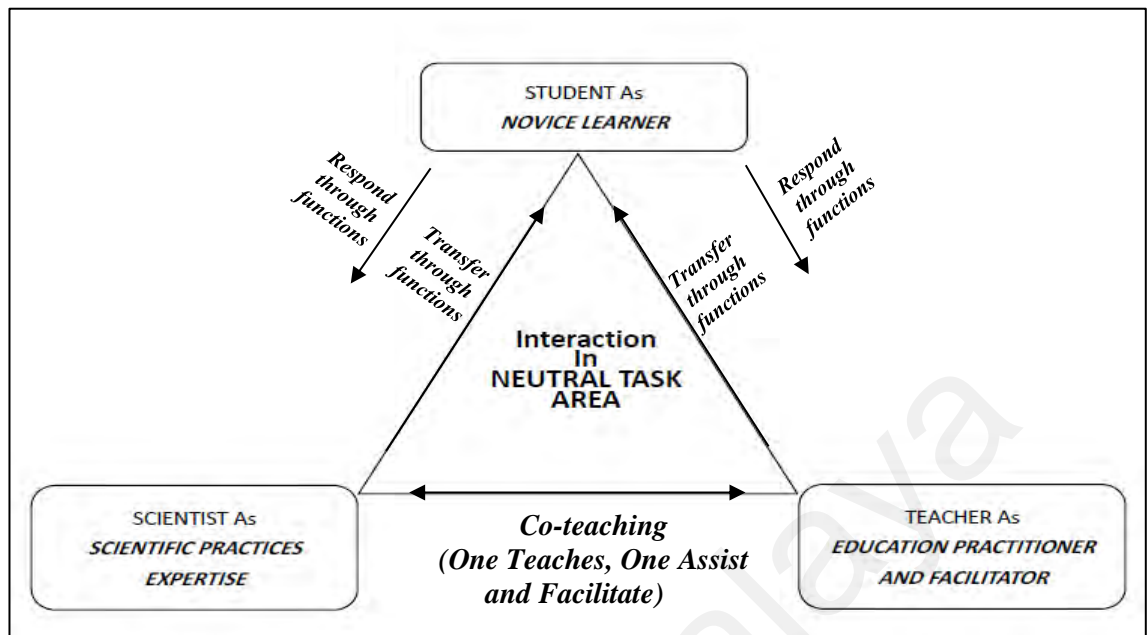 STUDENT As
NOVICE LEARNER
Respond
through
functions
Transfer
through
functions
Respond
through
functions
Transfer
through
functions
Interaction
In
NEUTRAL TASK
AREA
SCIENTIST As
SCIENTIFIC PRACTICES
EXPERTISE
Co-teaching
(One Teaches, One Assist
and Facilitate)
TEACHER As
EDUCATION PRACTITIONER
AND FACILITATOR
alaya